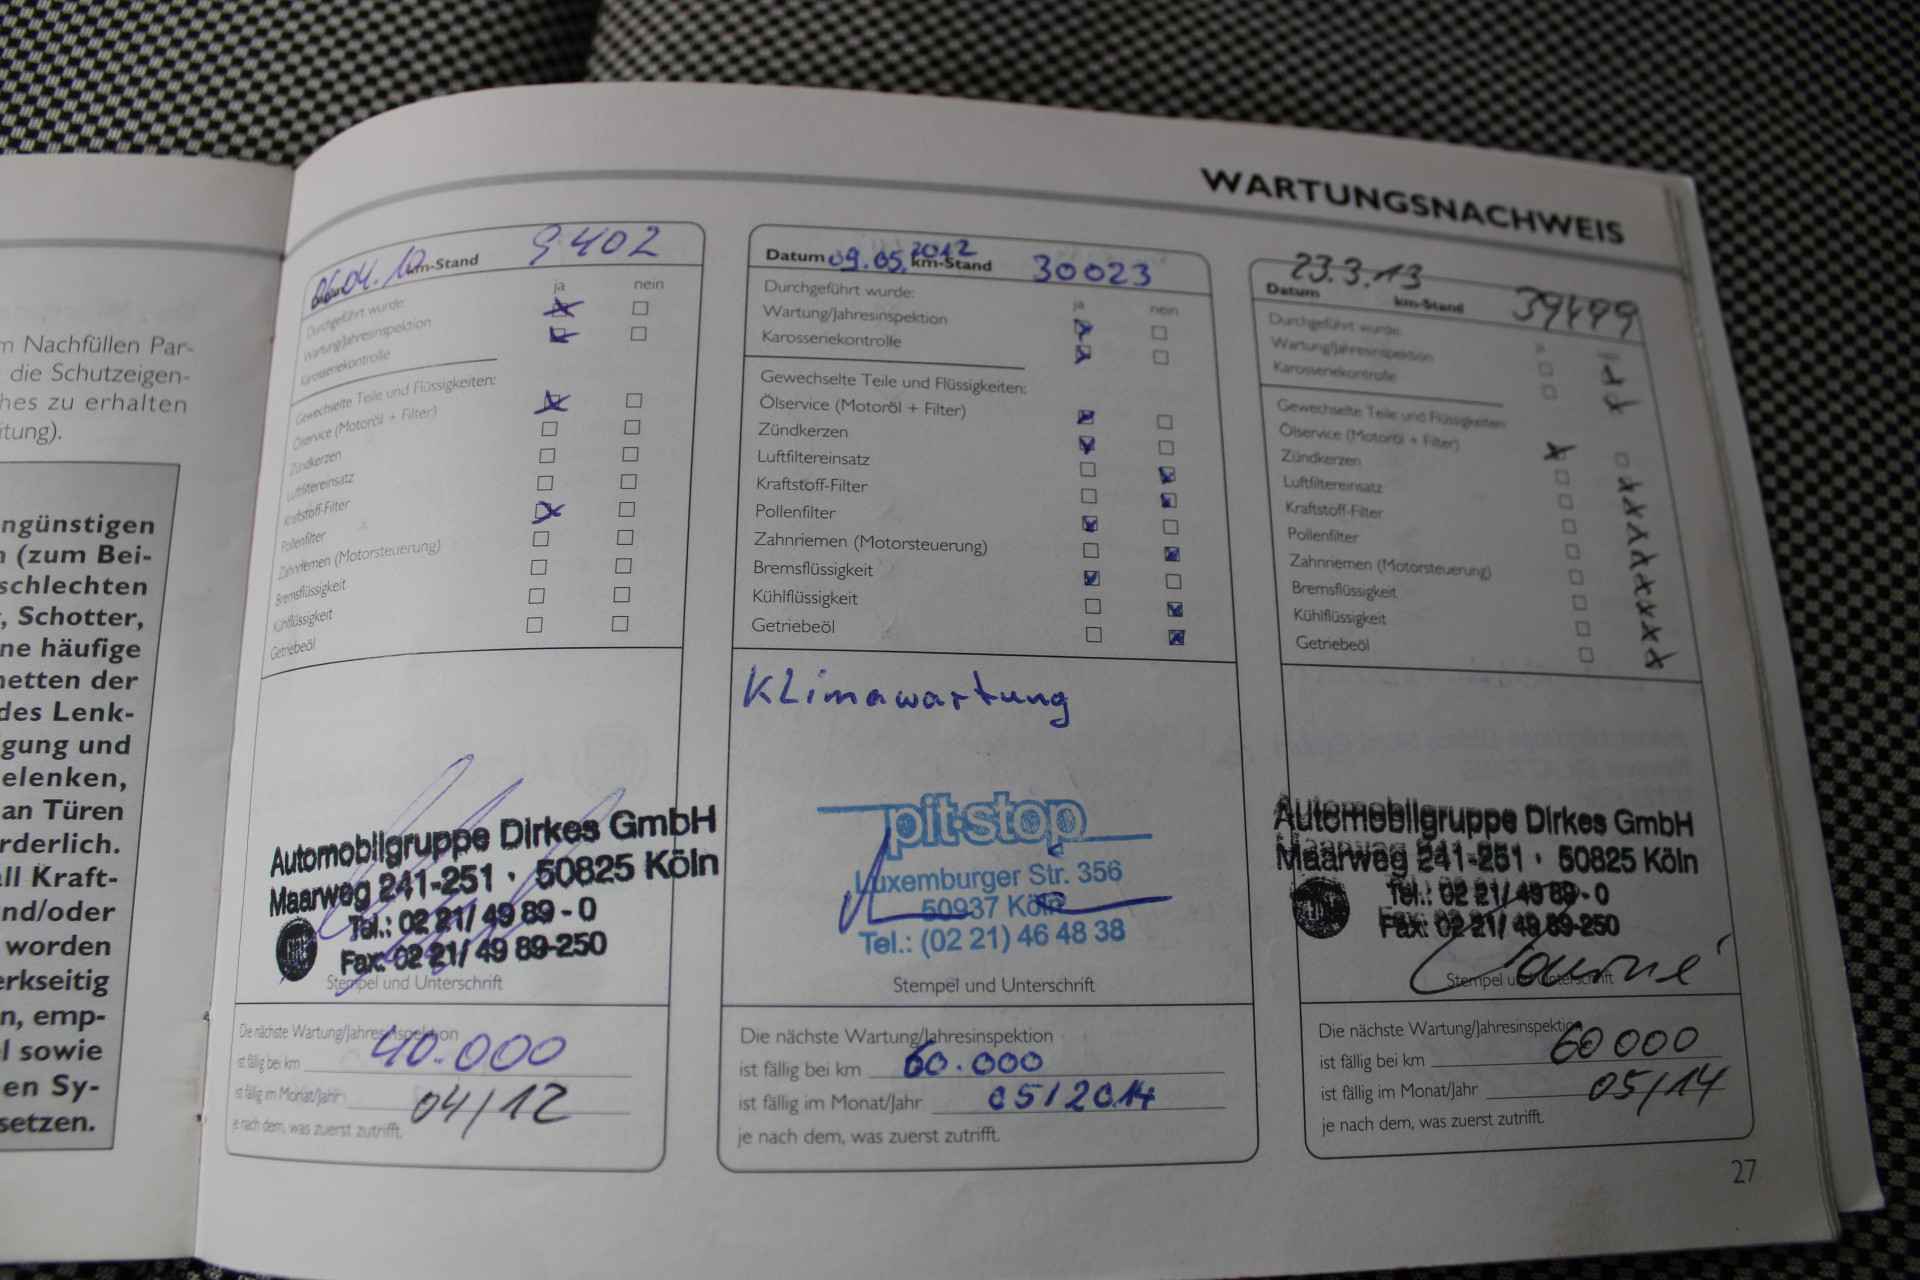 m Nachfüllen Par-
die Schutzeigen-
hes zu erhalten
itung).
ngünstigen
(zum Bei-
schlechten
, Schotter,
ne häufige
netten der
des Lenk-
gung und
elenken,
an Türen
rderlich.
ll Kraft-
nd/oder
worden
erkseitig
n, emp-
l sowie
en Sy-
setzen.
WARTUNGSNACHWEIS
06.04.10 km-Stand 9402
ja nein
Durchgeführt wurde:
Wartung/Jahresinspektion
Karosseriekontrolle
Gewechselte Teile und Flüssigkeiten:
Ölservice (Motoröl + Filter)
Zündkerzen
Luftfiltereinsatz
Kraftstoff-Filter
Pollenfilter
Zahnriemen (Motorsteuerung)
Bremsflüssigkeit
Kühlflüssigkeit
Getriebeöl
Automobilgruppe Dirkes GmbH
Maarweg 241-251 · 50825 Köln
Tel.: 02 21/ 49 89 - 0
Fax: 02 21/ 49 89-250
Stempel und Unterschrift
Die nächste Wartung/Jahresinspektion
ist fällig bei km 40.000
ist fällig im Monat/Jahr 04/12
je nach dem, was zuerst zutrifft.
Datum 09.05.2012 km-Stand 30023
Durchgeführt wurde: ja nein
Wartung/Jahresinspektion
Karosseriekontrolle
Gewechselte Teile und Flüssigkeiten:
Ölservice (Motoröl + Filter)
Zündkerzen
Luftfiltereinsatz
Kraftstoff-Filter
Pollenfilter
Zahnriemen (Motorsteuerung)
Bremsflüssigkeit
Kühlflüssigkeit
Getriebeöl
Klimawartung
pit-stop
Luxemburger Str. 356
50937 Köln
Tel.: (02 21) 46 48 38
Stempel und Unterschrift
Die nächste Wartung/Jahresinspektion
ist fällig bei km 60.000
ist fällig im Monat/Jahr 05/2014
je nach dem, was zuerst zutrifft.
23.3.13
Datum km-Stand
Durchgeführt wurde: ja
Wartung/Jahresinspektion
Karosseriekontrolle
Gewechselte Teile und Flüssigkeiten:
Ölservice (Motoröl + Filter)
Zündkerzen
Luftfiltereinsatz
Kraftstoff-Filter
Pollenfilter
Zahnriemen (Motorsteuerung)
Bremsflüssigkeit
Kühlflüssigkeit
Getriebeöl
Automobilgruppe Dirkes GmbH
Maarweg 241-251 · 50825 Köln
Tel.: 02 21/ 49 89 - 0
Fax: 02 21/ 49 89-250
Stempel und Unterschrift
Die nächste Wartung/Jahresinspektion
ist fällig bei km 60 000
ist fällig im Monat/Jahr 05/14
je nach dem, was zuerst zutrifft.
27